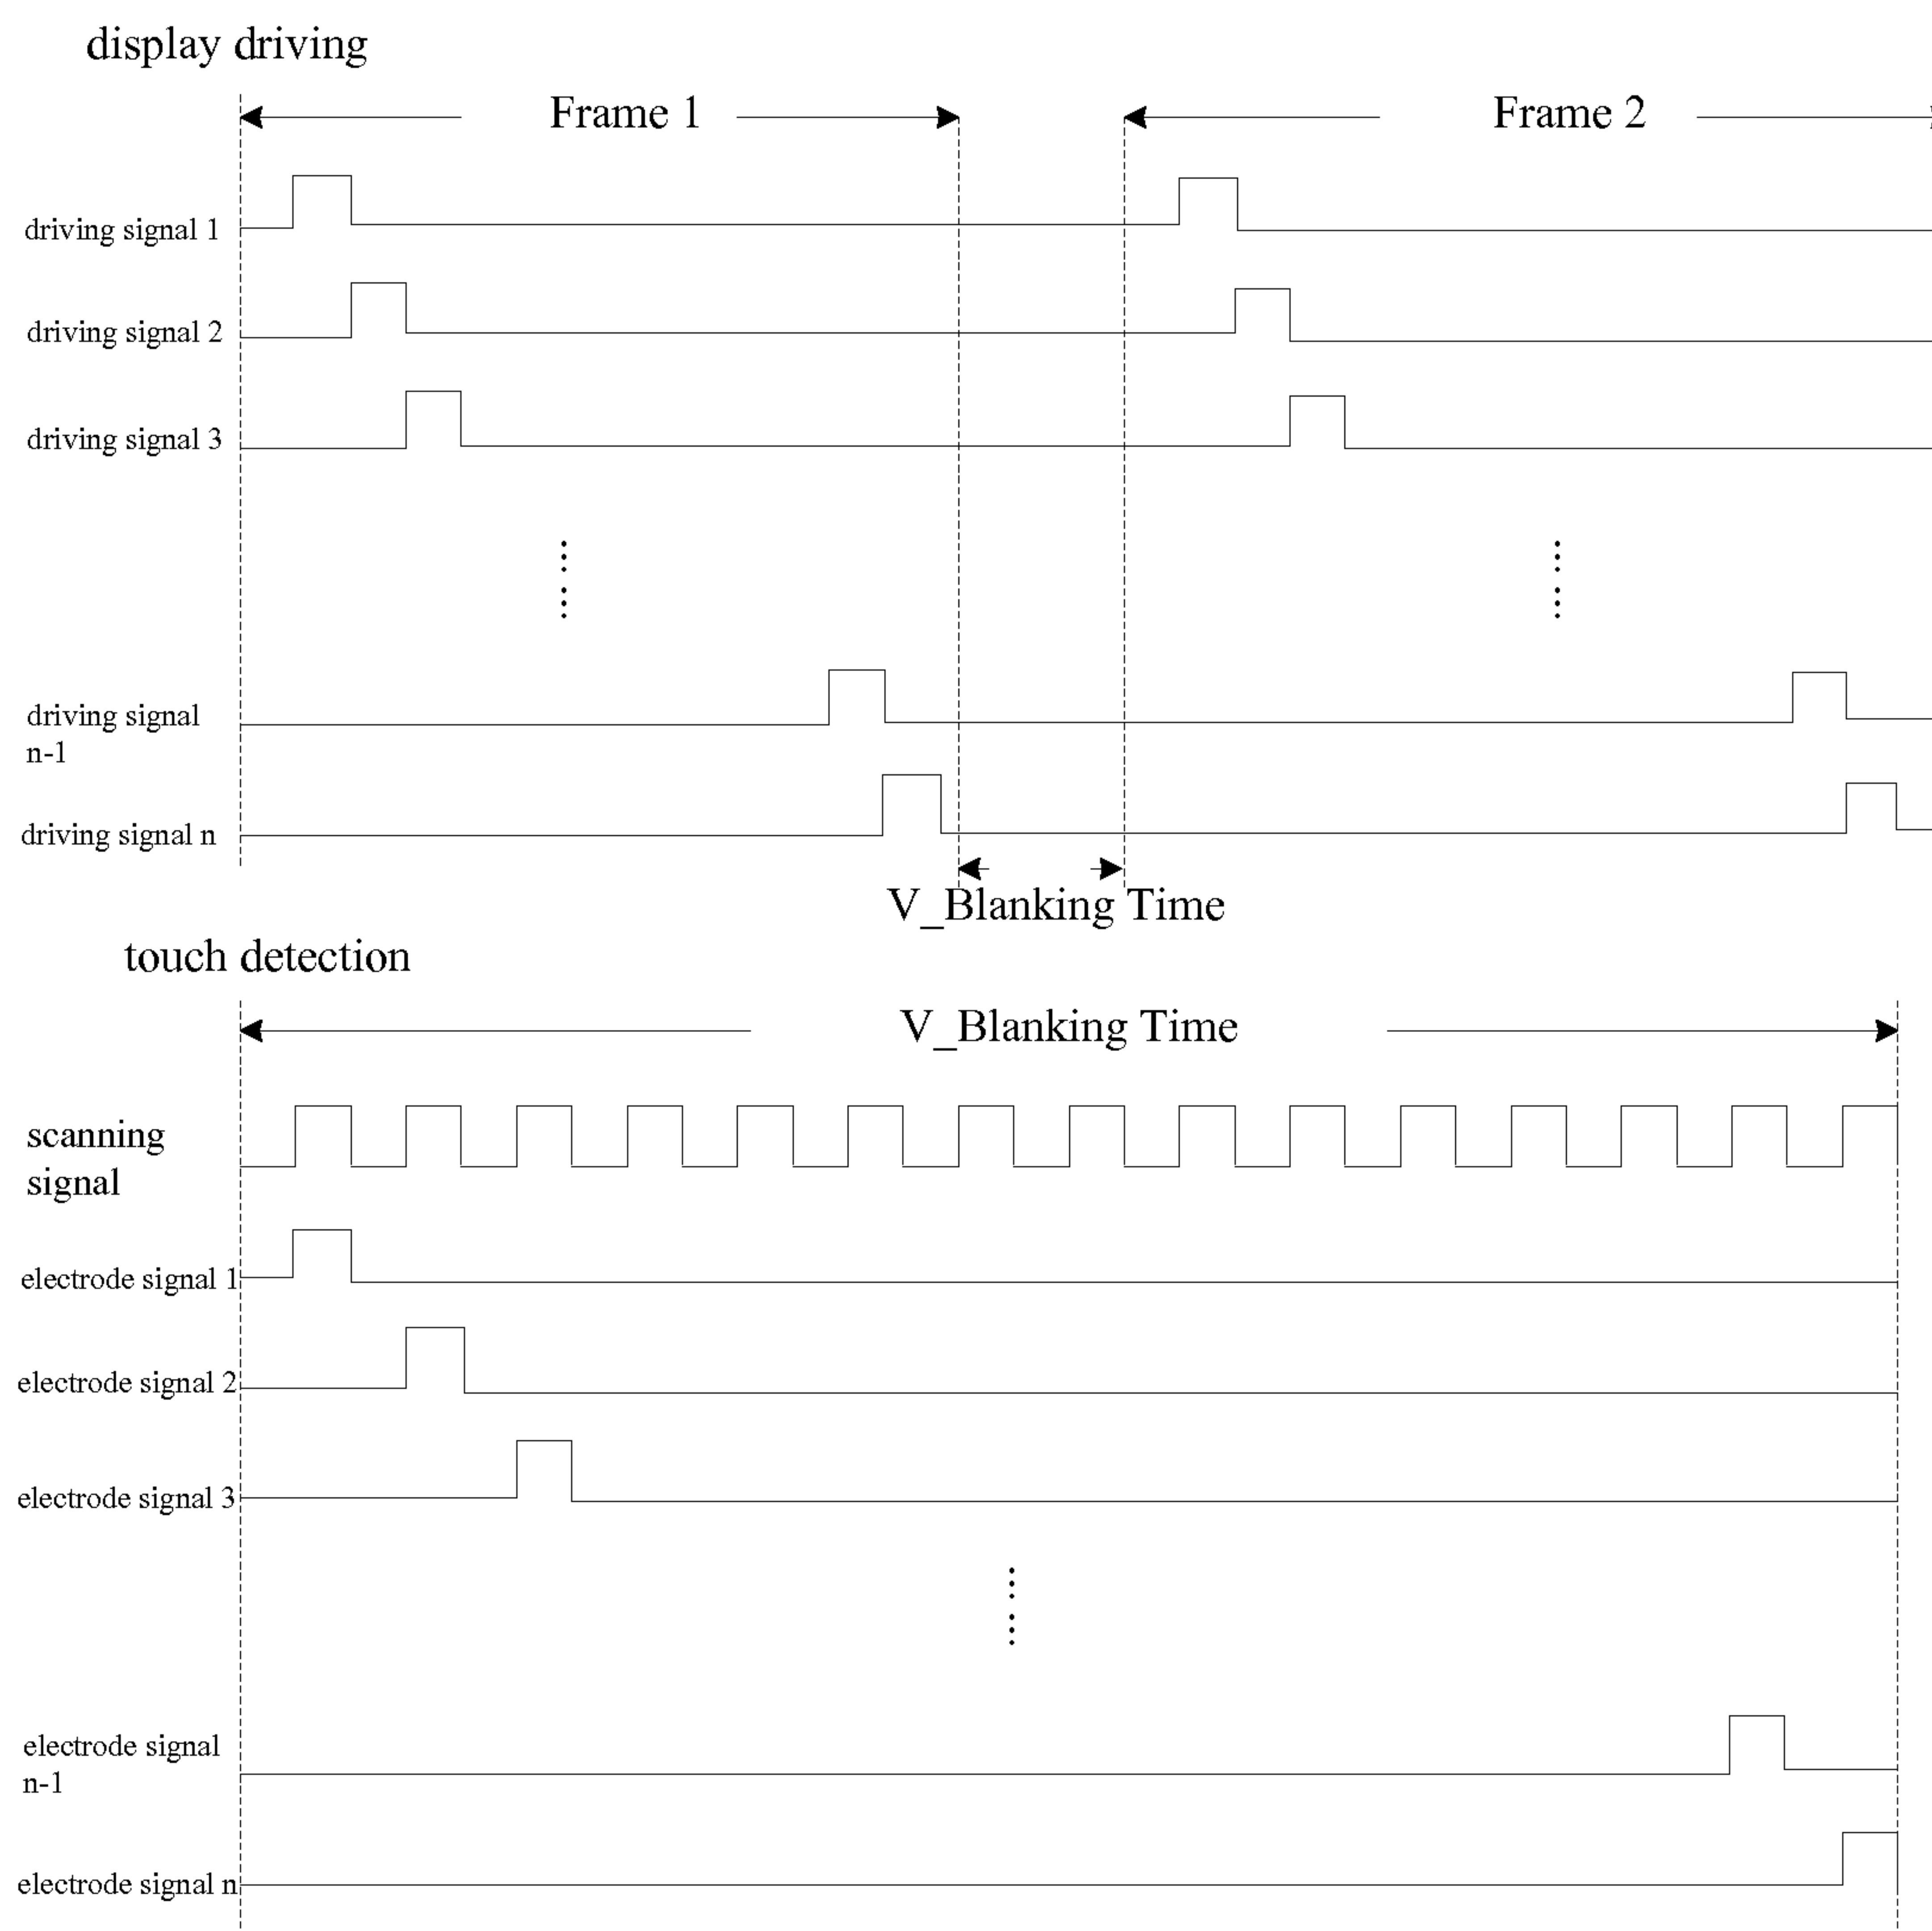 display driving
Frame 1
Frame 2
driving signal 1
driving signal 2
driving signal 3
driving signal
n-1
driving signal n
V_Blanking Time
touch detection
V_Blanking Time
scanning
signal
electrode signal 1
electrode signal 2
electrode signal 3
electrode signal
n-1
electrode signal n